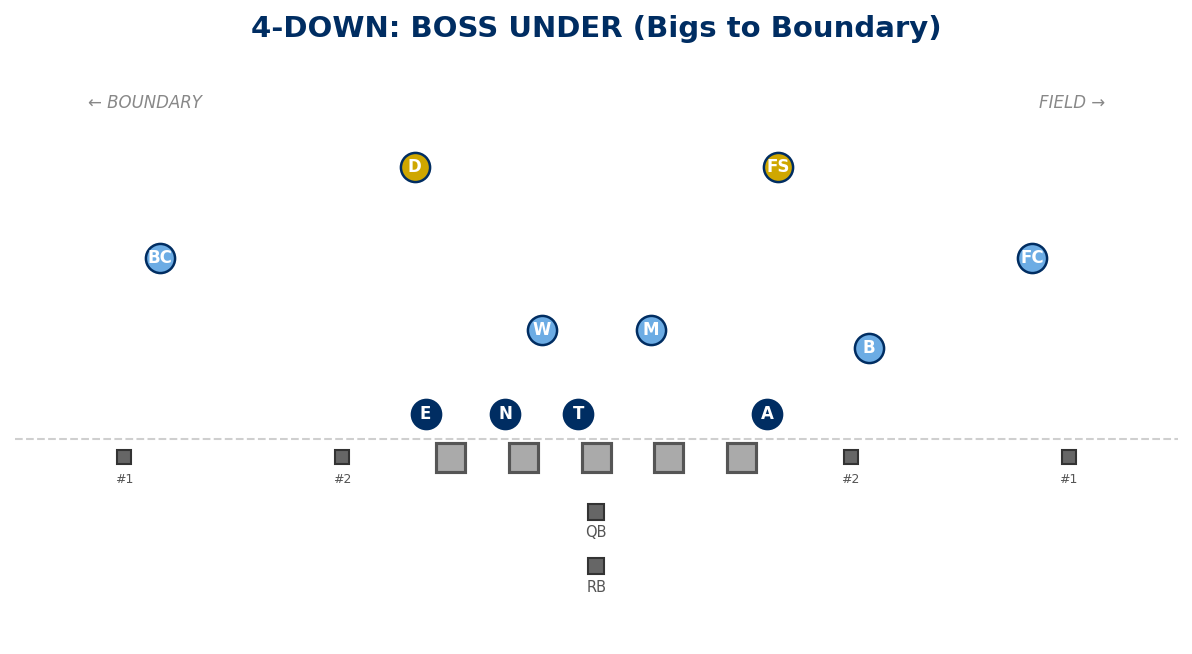 4-DOWN: BOSS UNDER (Bigs to Boundary)
← BOUNDARY
FIELD →
D
FS
BC
FC
W
M
B
E
N
T
A
#1
#2
#2
#1
QB
RB